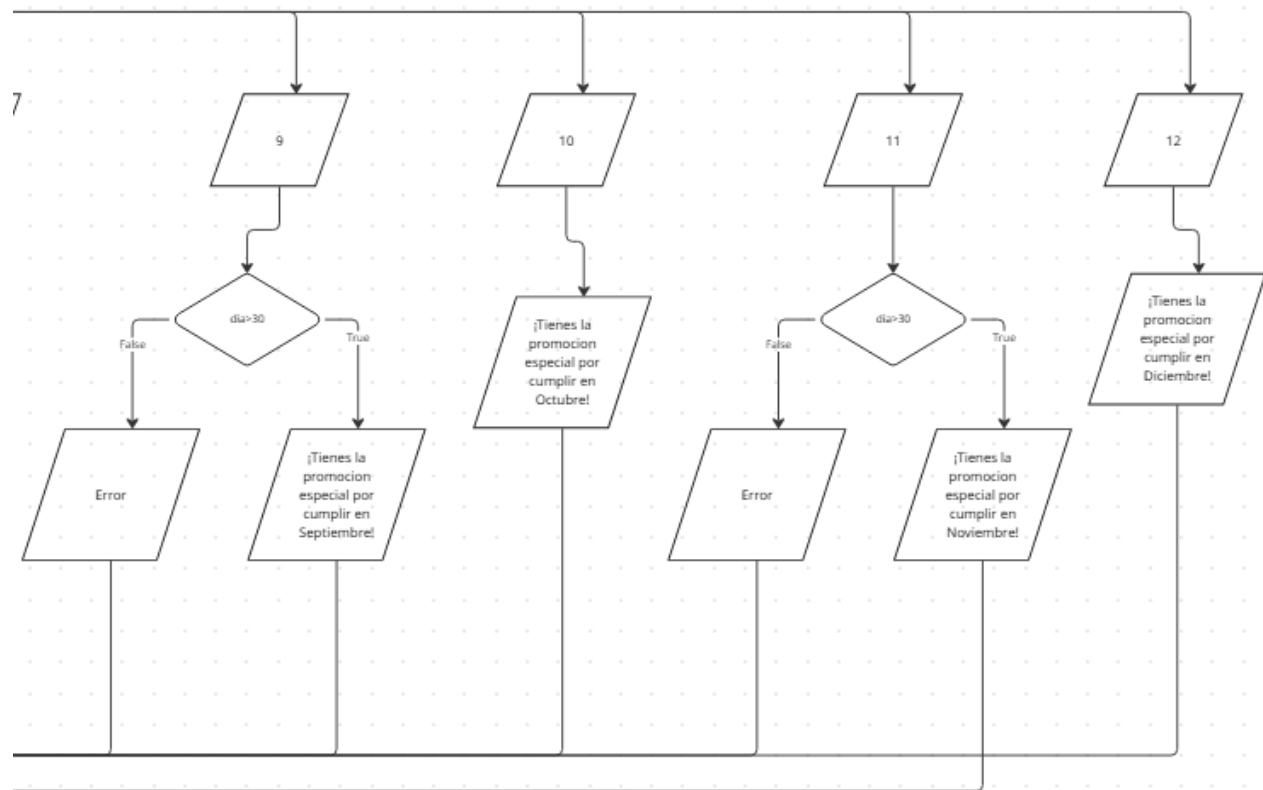 9
10
11
12
dia>30
False
True
Error
¡Tienes la
promocion
especial por
cumplir en
Septiembre!
¡Tienes la
promocion
especial por
cumplir en
Octubre!
dia>30
False
True
Error
¡Tienes la
promocion
especial por
cumplir en
Noviembre!
¡Tienes la
promocion
especial por
cumplir en
Diciembre!